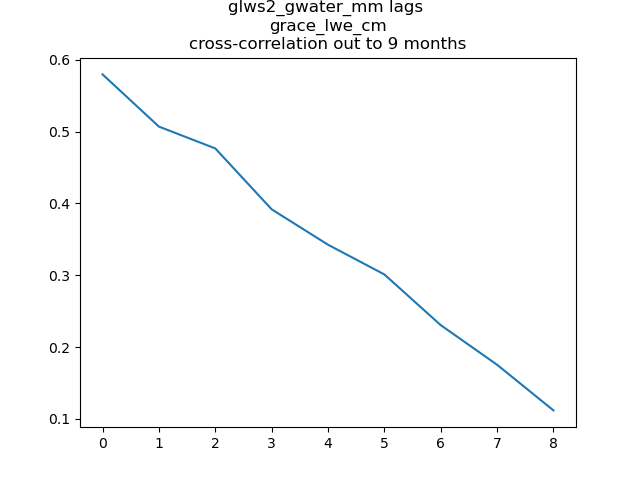 glws2_gwater_mm lags
grace_lwe_cm
cross-correlation out to 9 months
0.6
0.5
0.4
0.3
0.2
0.1
0 1 2 3 4 5 6 7 8